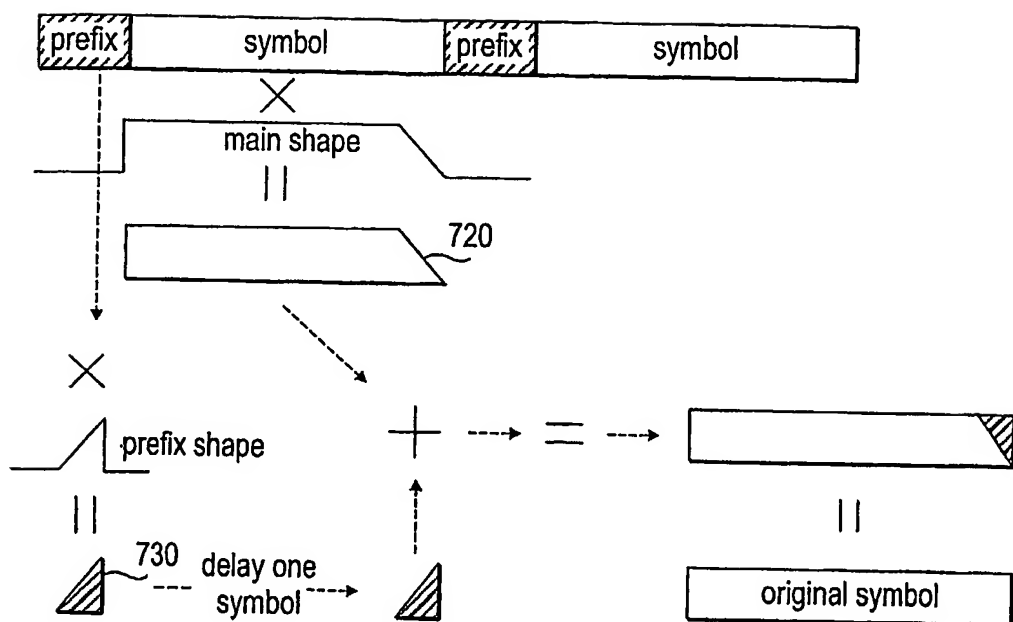 prefix symbol prefix symbol
main shape
720
prefix shape
730
delay one
symbol
original symbol